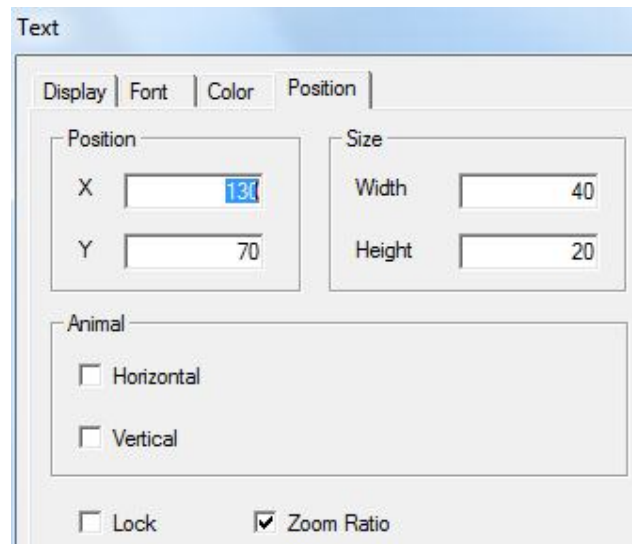 Text
Display Font Color Position
Position Size
X 130 Width 40
Y 70 Height 20
Animal
Horizontal
Vertical
Lock Zoom Ratio